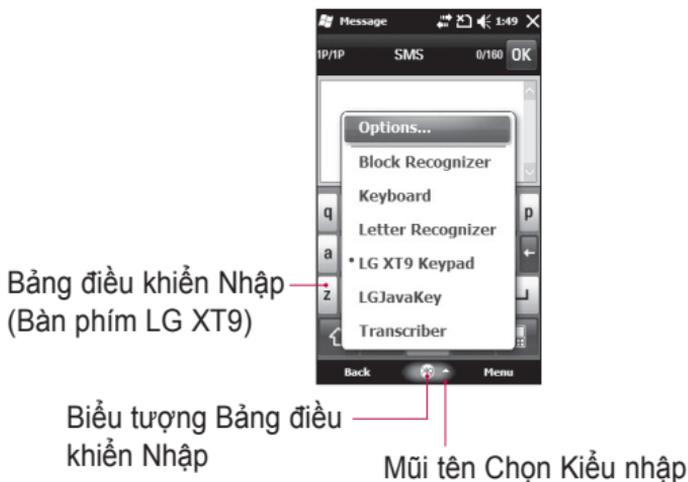 Message 1:49
1P/1P SMS 0/160 OK
Options...
Block Recognizer
Keyboard
q p
Letter Recognizer
a
LG XT9 Keypad
z LGJavaKey
Transcriber
Back Menu
Bảng điều khiển Nhập
(Bàn phím LG XT9)
Biểu tượng Bảng điều
khiển Nhập
Mũi tên Chọn Kiểu nhập